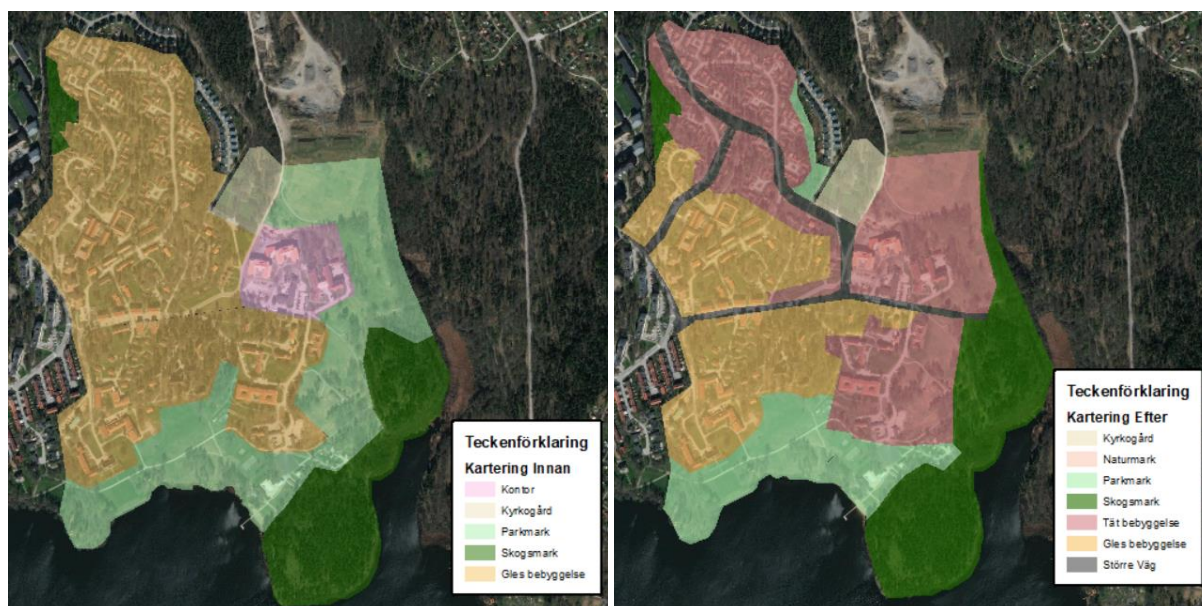 Teckenförklaring
Kartering Innan
Kontor
Kyrkogård
Parkmark
Skogsmark
Gles bebyggelse
Teckenförklaring
Kartering Efter
Kyrkogård
Naturmark
Parkmark
Skogsmark
Tät bebyggelse
Gles bebyggelse
Större Väg